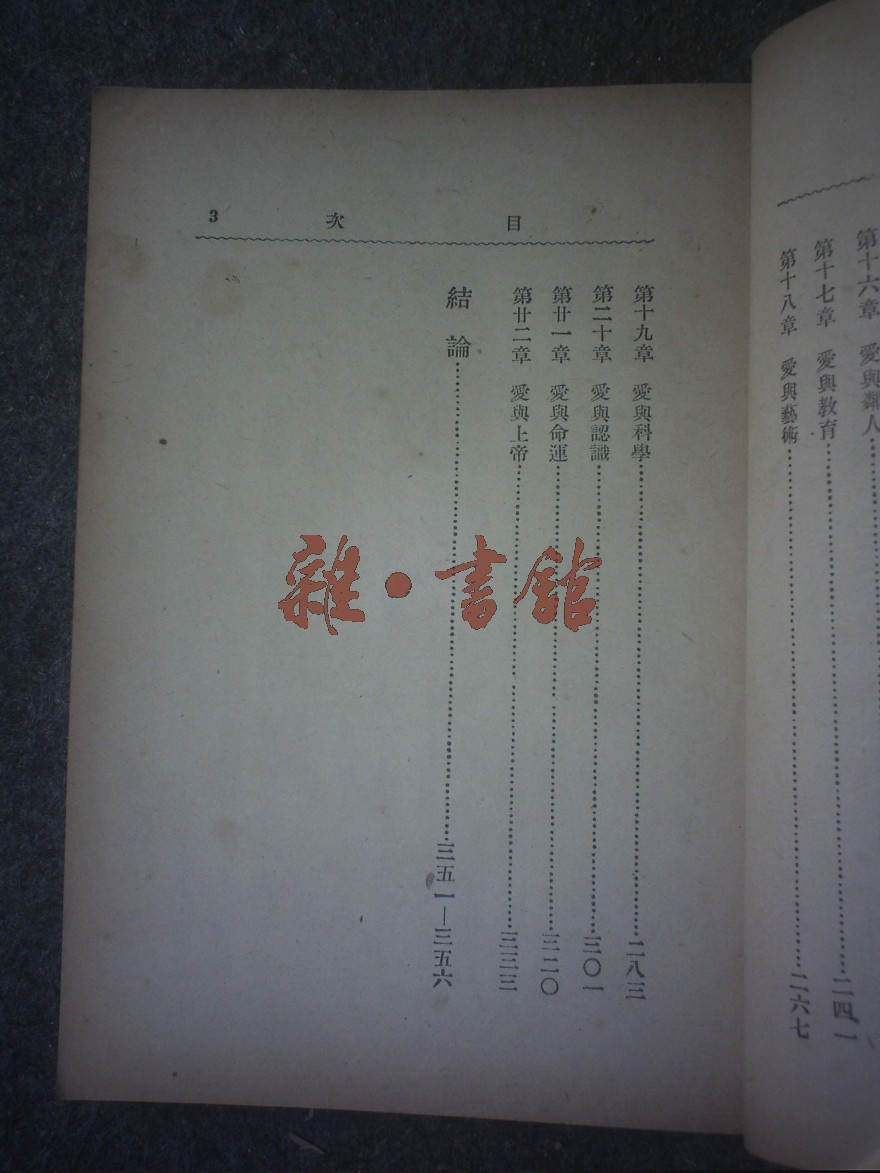 第十六章 愛與鄰人
第十七章 愛與教育……二四一
第十八章 愛與藝術……二六七
目次 3
第十九章 愛與科學……二八三
第二十章 愛與認識……三〇一
第廿一章 愛與命運……三二〇
第廿二章 愛與上帝……
結論……三五一—三五六
雜·書館